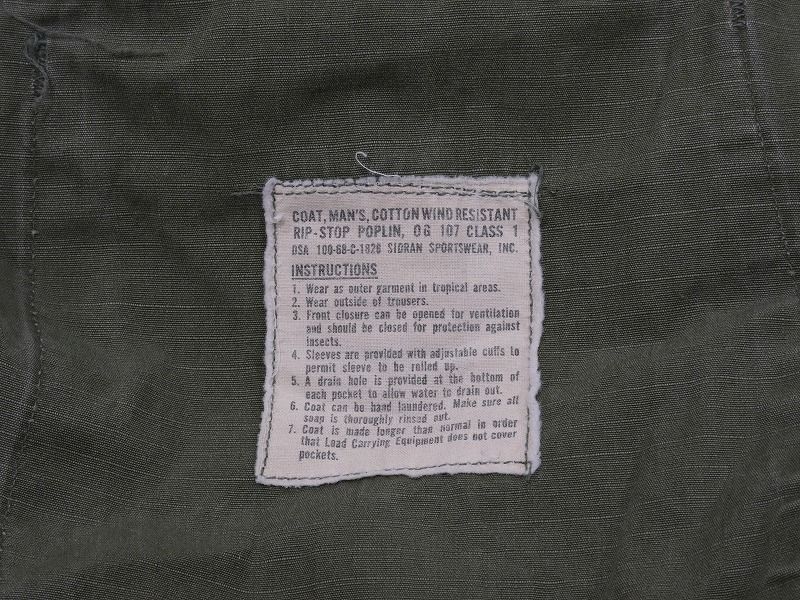 COAT, MAN'S, COTTON WIND RESISTANT
RIP-STOP POPLIN, OG 107 CLASS 1
DSA 100-68-C-1826 SIDRAN SPORTSWEAR, INC.
INSTRUCTIONS
1. Wear as outer garment in tropical areas.
2. Wear outside of trousers.
3. Front closure can be opened for ventilation
and should be closed for protection against
insects.
4. Sleeves are provided with adjustable cuffs to
permit sleeve to be rolled up.
5. A drain hole is provided at the bottom of
each pocket to allow water to drain out.
6. Coat can be hand laundered. Make sure all
soap is thoroughly rinsed out.
7. Coat is made longer than normal in order
that Load Carrying Equipment does not cover
pockets.